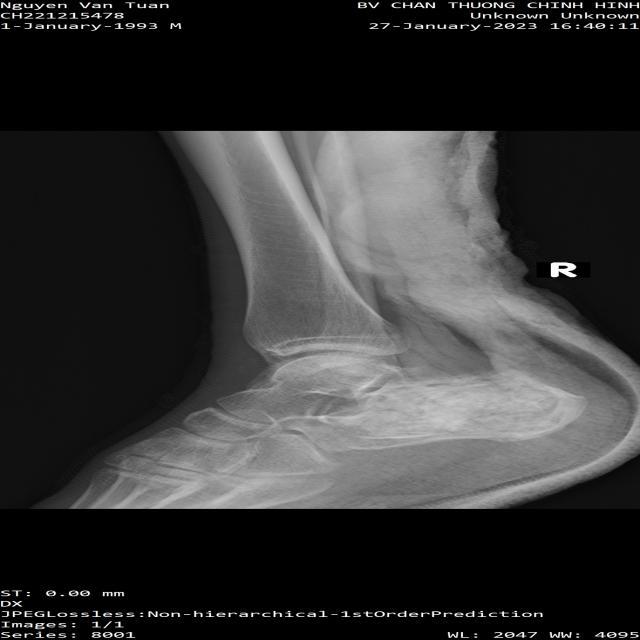 Nguyen Van Tuan
BV CHAN THUONG CHINH HINH
CH221215478
Unknown Unknown
1-January-1993 M
27-January-2023 16:40:11
R
ST: 0.00 mm
DX
JPEGLossless:Non-hierarchical-1stOrderPrediction
Images: 1/1
Series: 8001
WL: 2047 WW: 4095